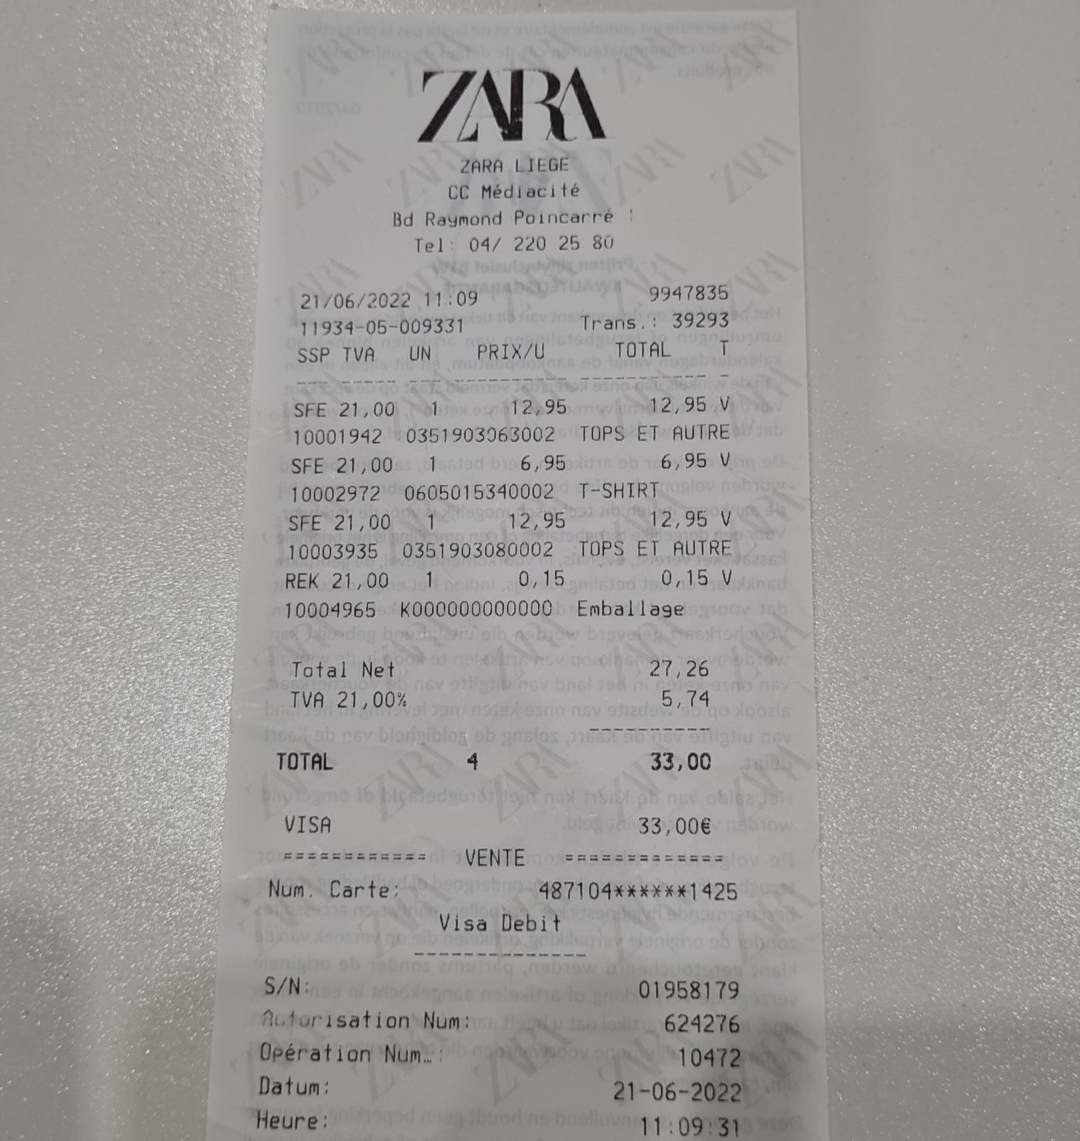 ZARA
ZARA LIEGE
CC Médiacité
Bd Raymond Poincarré
Tel: 04/ 220 25 80
21/06/2022 11:09 9947835
11934-05-009331 Trans.: 39293
SSP TVA UN PRIX/U TOTAL T
--- ----- -- --------- --------- -
SFE 21,00 1 12,95 12,95 V
10001942 0351903063002 TOPS ET AUTRE
SFE 21,00 1 6,95 6,95 V
10002972 0605015340002 T-SHIRT
SFE 21,00 1 12,95 12,95 V
10003935 0351903080002 TOPS ET AUTRE
REK 21,00 1 0,15 0,15 V
10004965 K000000000000 Emballage
Total Net 27,26
TVA 21,00% 5,74
----------
TOTAL 4 33,00
VISA 33,00€
============ VENTE =============
Num. Carte: 487104******1425
Visa Debit
--------------
S/N: 01958179
Autorisation Num: 624276
Opération Num…: 10472
Datum: 21-06-2022
Heure: 11:09:31